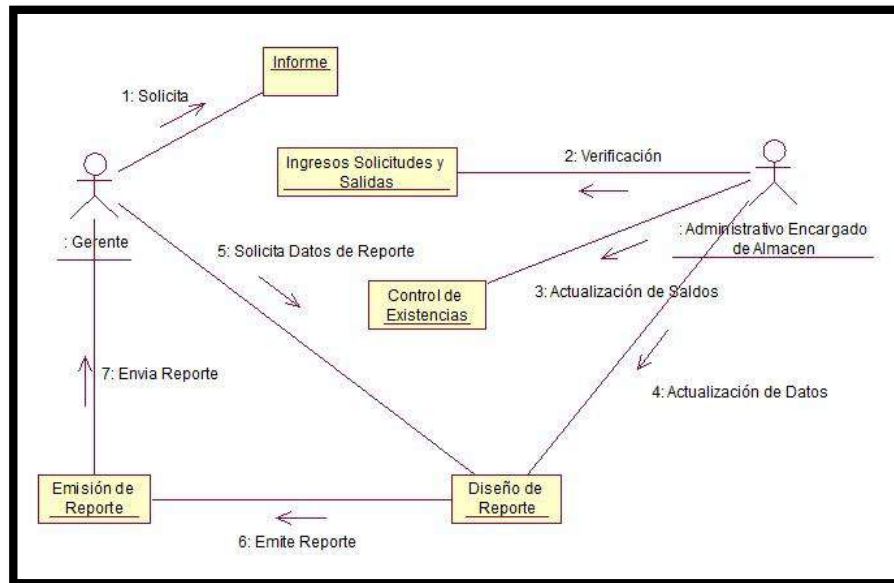 Informe
1: Solicita
Ingresos Solicitudes y
Salidas
2: Verificación
: Gerente
: Administrativo Encargado
de Almacen
5: Solicita Datos de Reporte
Control de
Existencias
3: Actualización de Saldos
7: Envia Reporte
4: Actualización de Datos
Emisión de
Reporte
Diseño de
Reporte
6: Emite Reporte